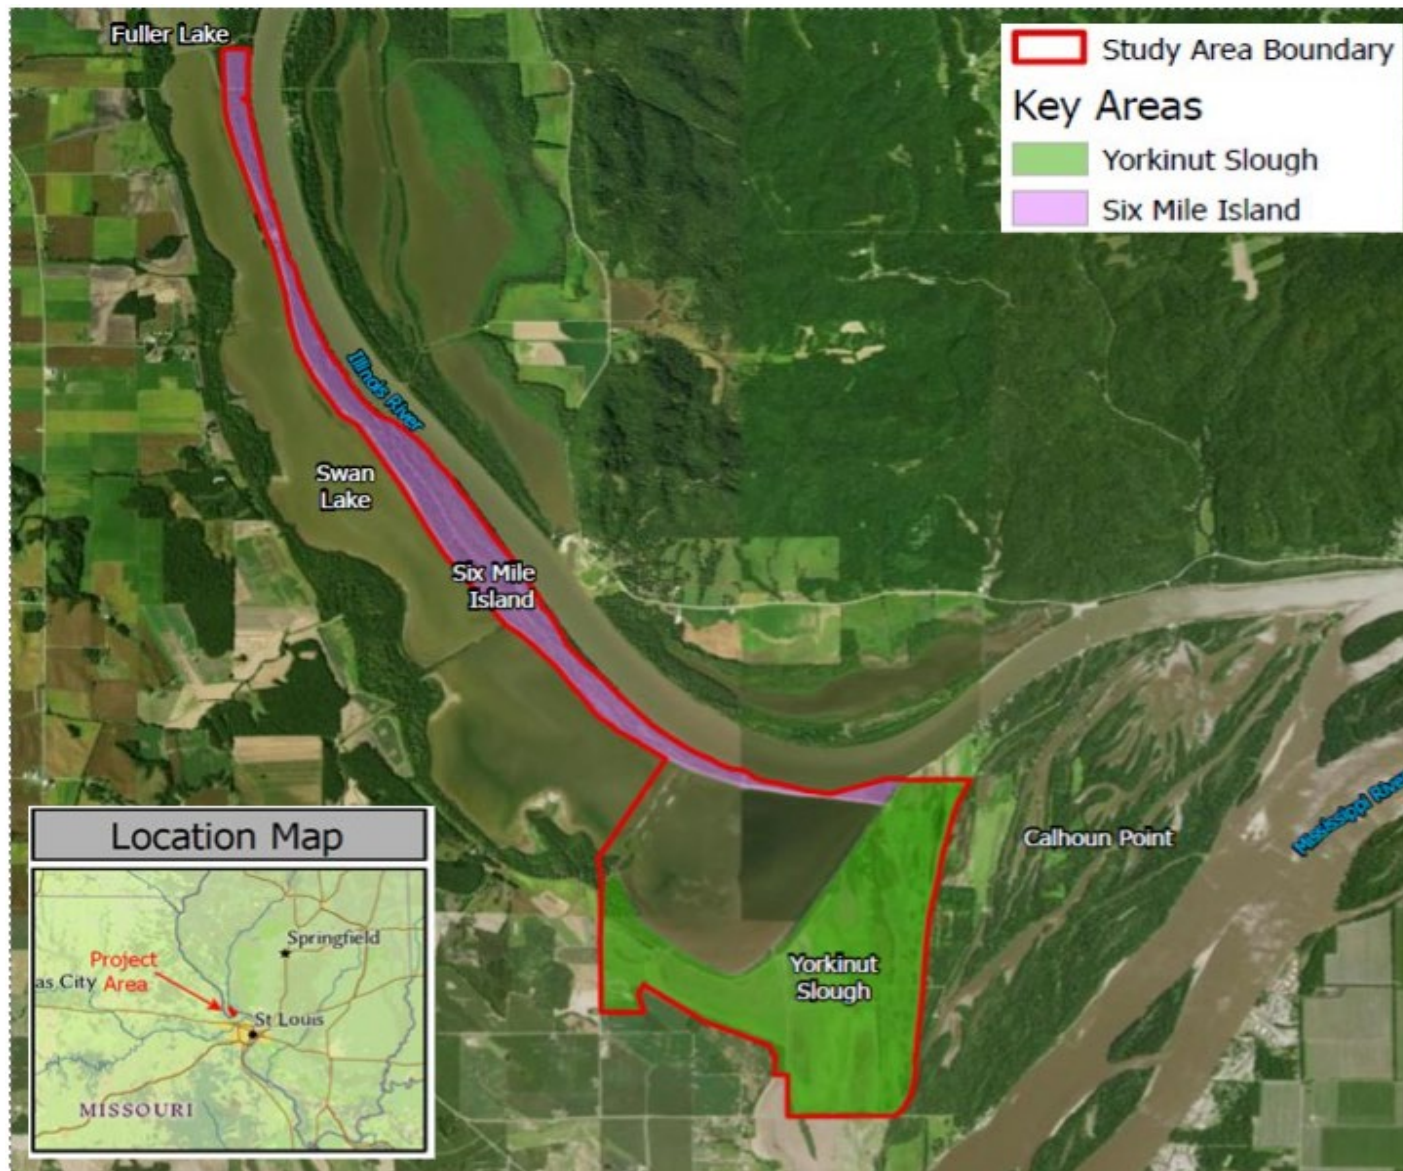 Fuller Lake
Study Area Boundary
Key Areas
Yorkinut Slough
Six Mile Island
Illinois River
Swan
Lake
Six Mile
Island
Calhoun Point
Mississippi River
Yorkinut
Slough
Location Map
Springfield
Project
as City Area
St Louis
MISSOURI